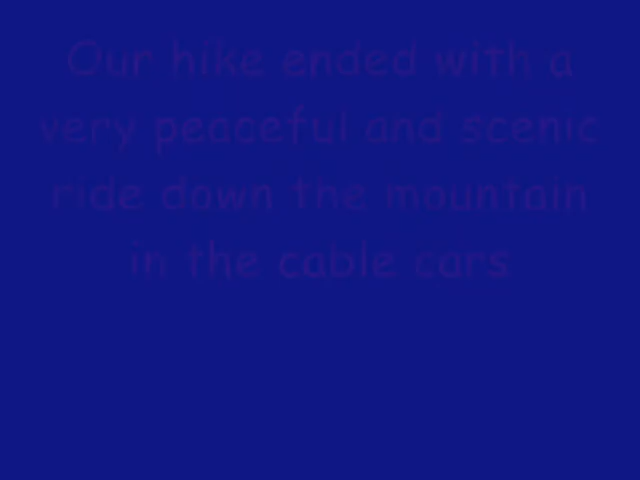 Our hike ended with a
very peaceful and scenic
ride down the mountain
in the cable cars